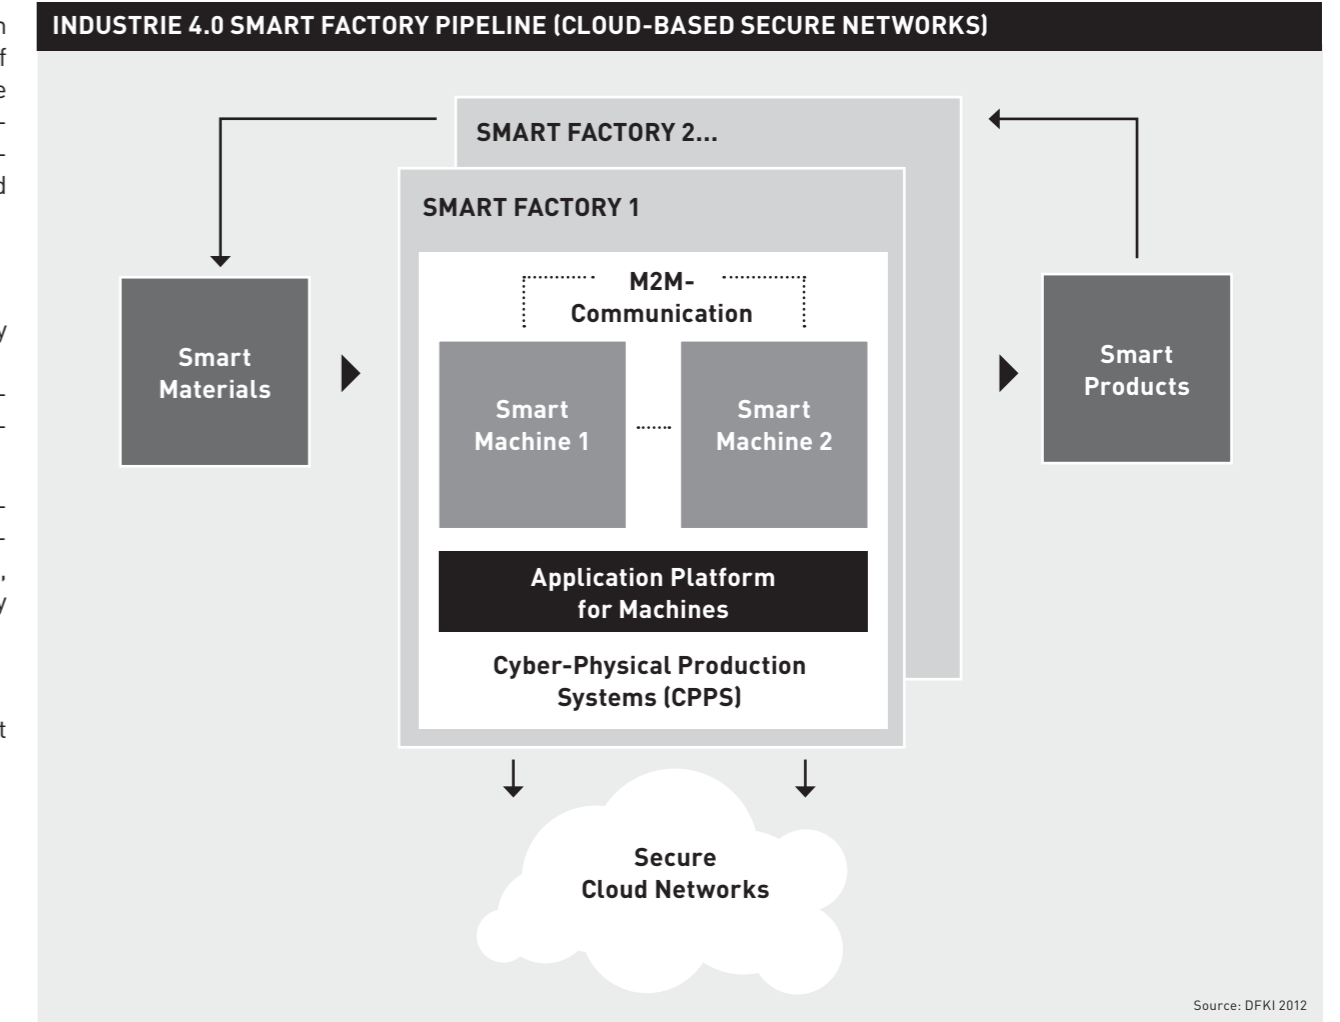 INDUSTRIE 4.0 SMART FACTORY PIPELINE (CLOUD-BASED SECURE NETWORKS)
SMART FACTORY 2...
SMART FACTORY 1
M2M-
Communication
Smart
Materials
Smart
Machine 1
Smart
Machine 2
Smart
Products
Application Platform
for Machines
Cyber-Physical Production
Systems (CPPS)
Secure
Cloud Networks
Source: DFKI 2012